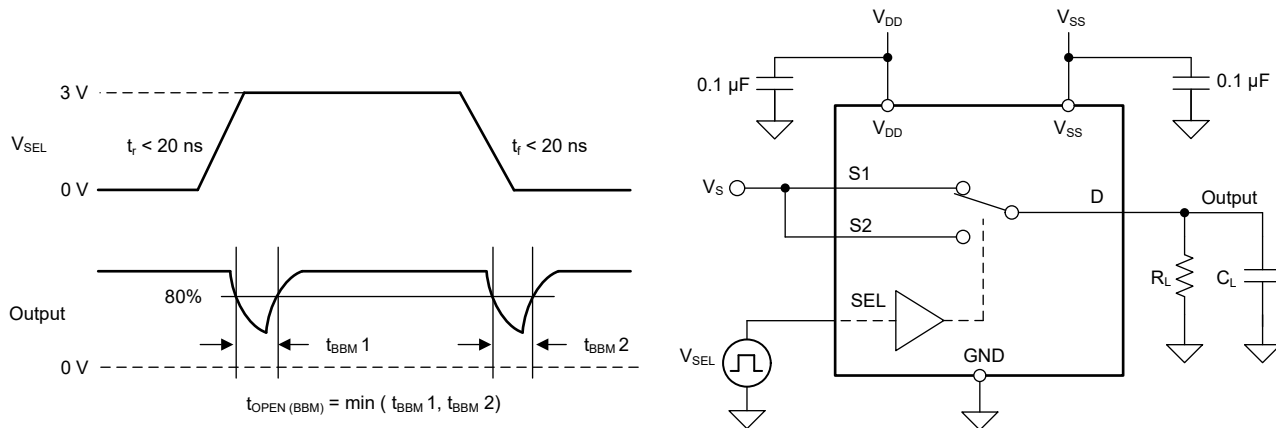 3 V
V_SEL
t_r < 20 ns
t_f < 20 ns
0 V
80%
Output
t_BBM 1
t_BBM 2
0 V
t_OPEN (BBM) = min ( t_BBM 1, t_BBM 2)
V_DD
V_SS
0.1 µF
0.1 µF
V_DD
V_SS
V_S
S1
D
Output
S2
R_L
C_L
SEL
V_SEL
GND